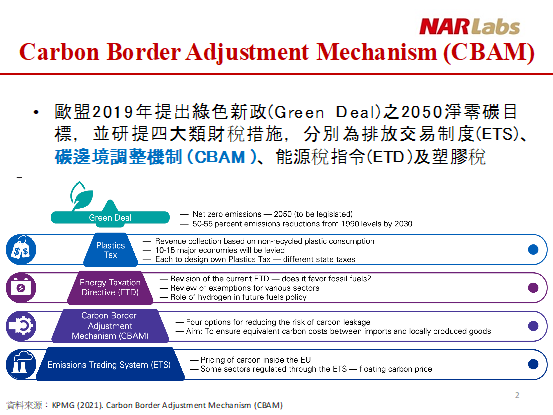 NARLabs
Carbon Border Adjustment Mechanism (CBAM)
• 歐盟2019年提出綠色新政(Green Deal)之2050淨零碳目
標，並研提四大類財稅措施，分別為排放交易制度(ETS)、
碳邊境調整機制(CBAM)、能源稅指令(ETD)及塑膠稅
Green Deal
— Net zero emissions — 2050 (to be legislated)
— 50-55 percent emissions reductions from 1990 levels by 2030
Plastics
Tax
— Revenue collection based on non-recycled plastic consumption
— 10-15 major economies will be levied
— Each to design own Plastics Tax — different state taxes
Energy Taxation
Directive (ETD)
— Revision of the current ETD — does it favor fossil fuels?
— Review of exemptions for various sectors
— Role of hydrogen in future fuels policy
Carbon Border
Adjustment
Mechanism (CBAM)
— Four options for reducing the risk of carbon leakage
— Aim: To ensure equivalent carbon costs between imports and locally produced goods
Emissions Trading System (ETS)
— Pricing of carbon inside the EU
— Some sectors regulated through the ETS — floating carbon price
2
資料來源：KPMG (2021). Carbon Border Adjustment Mechanism (CBAM)